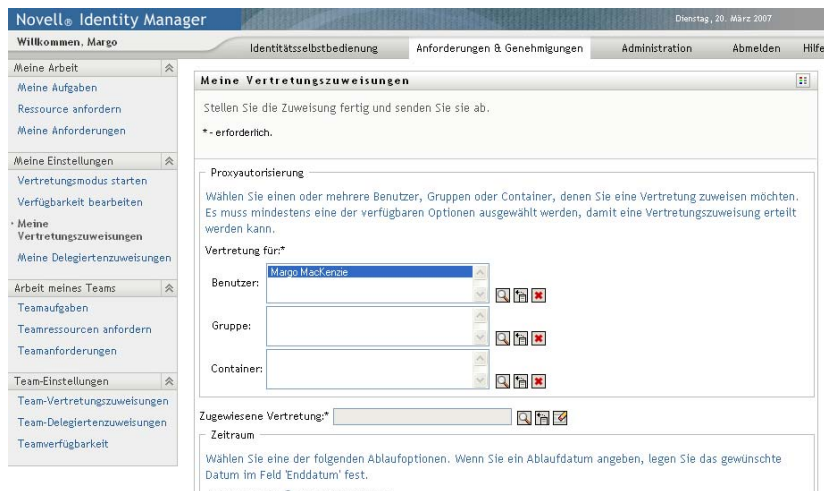 Novell® Identity Manager
Dienstag, 20. März 2007
Willkommen, Margo
Identitätsselbstbedienung
Anforderungen & Genehmigungen
Administration
Abmelden
Hilfe
Meine Arbeit
Meine Aufgaben
Ressource anfordern
Meine Anforderungen
Meine Einstellungen
Vertretungsmodus starten
Verfügbarkeit bearbeiten
Meine
Vertretungszuweisungen
Meine Delegiertenzuweisungen
Arbeit meines Teams
Teamaufgaben
Teamressourcen anfordern
Teamanforderungen
Team-Einstellungen
Team-Vertretungszuweisungen
Team-Delegiertenzuweisungen
Teamverfügbarkeit
Meine Vertretungszuweisungen
Stellen Sie die Zuweisung fertig und senden Sie sie ab.
* - erforderlich.
Proxyautorisierung
Wählen Sie einen oder mehrere Benutzer, Gruppen oder Container, denen Sie eine Vertretung zuweisen möchten.
Es muss mindestens eine der verfügbaren Optionen ausgewählt werden, damit eine Vertretungszuweisung erteilt
werden kann.
Vertretung für:*
Benutzer:
Margo MacKenzie
Gruppe:
Container:
Zugewiesene Vertretung:*
Zeitraum
Wählen Sie eine der folgenden Ablaufoptionen. Wenn Sie ein Ablaufdatum angeben, legen Sie das gewünschte
Datum im Feld 'Enddatum' fest.